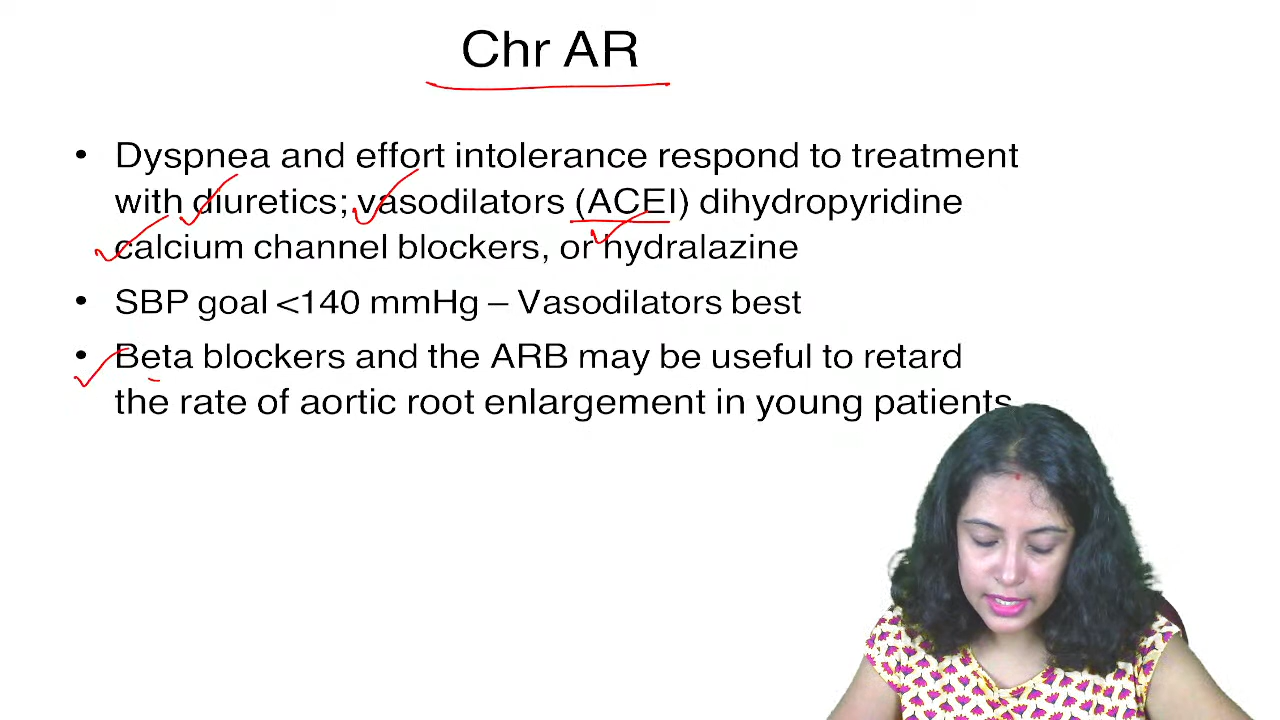 Chr AR
• Dyspnea and effort intolerance respond to treatment
with diuretics; vasodilators (ACEI) dihydropyridine
calcium channel blockers, or hydralazine
• SBP goal <140 mmHg – Vasodilators best
• Beta blockers and the ARB may be useful to retard
the rate of aortic root enlargement in young patients